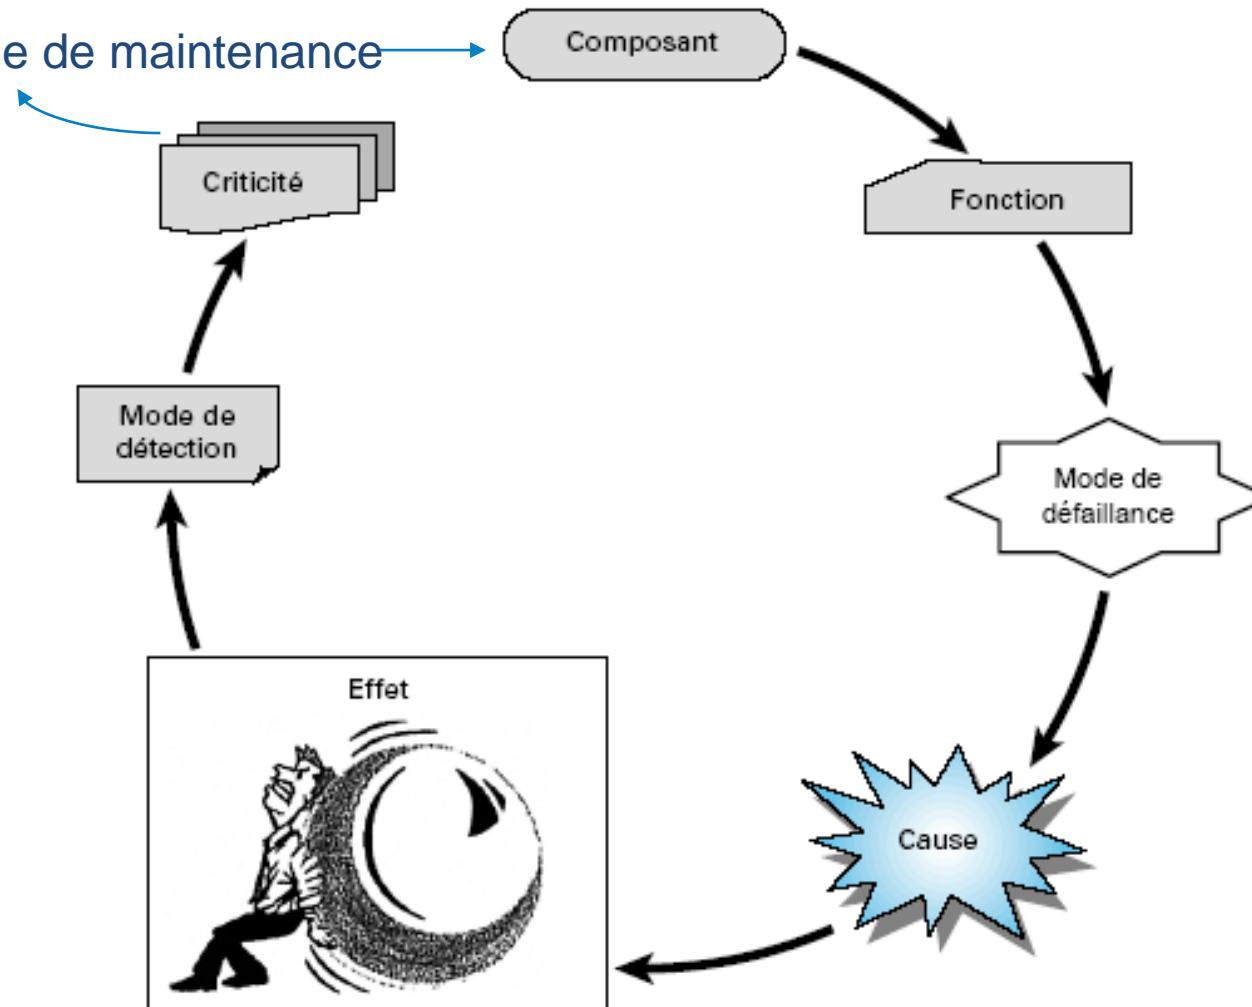 e de maintenance
Composant
Criticité
Fonction
Mode de
détection
Mode de
défaillance
Effet
Cause